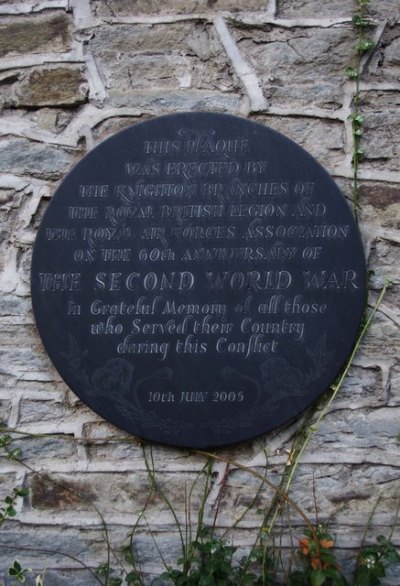 THIS PLAQUE
WAS ERECTED BY
THE KNIGHTON BRANCHES OF
THE ROYAL BRITISH LEGION AND
THE ROYAL AIR FORCES ASSOCIATION
ON THE 60th ANNIVERSARY OF
THE SECOND WORLD WAR
In Grateful Memory of all those
who Served their Country
during this Conflict
10th JULY 2005